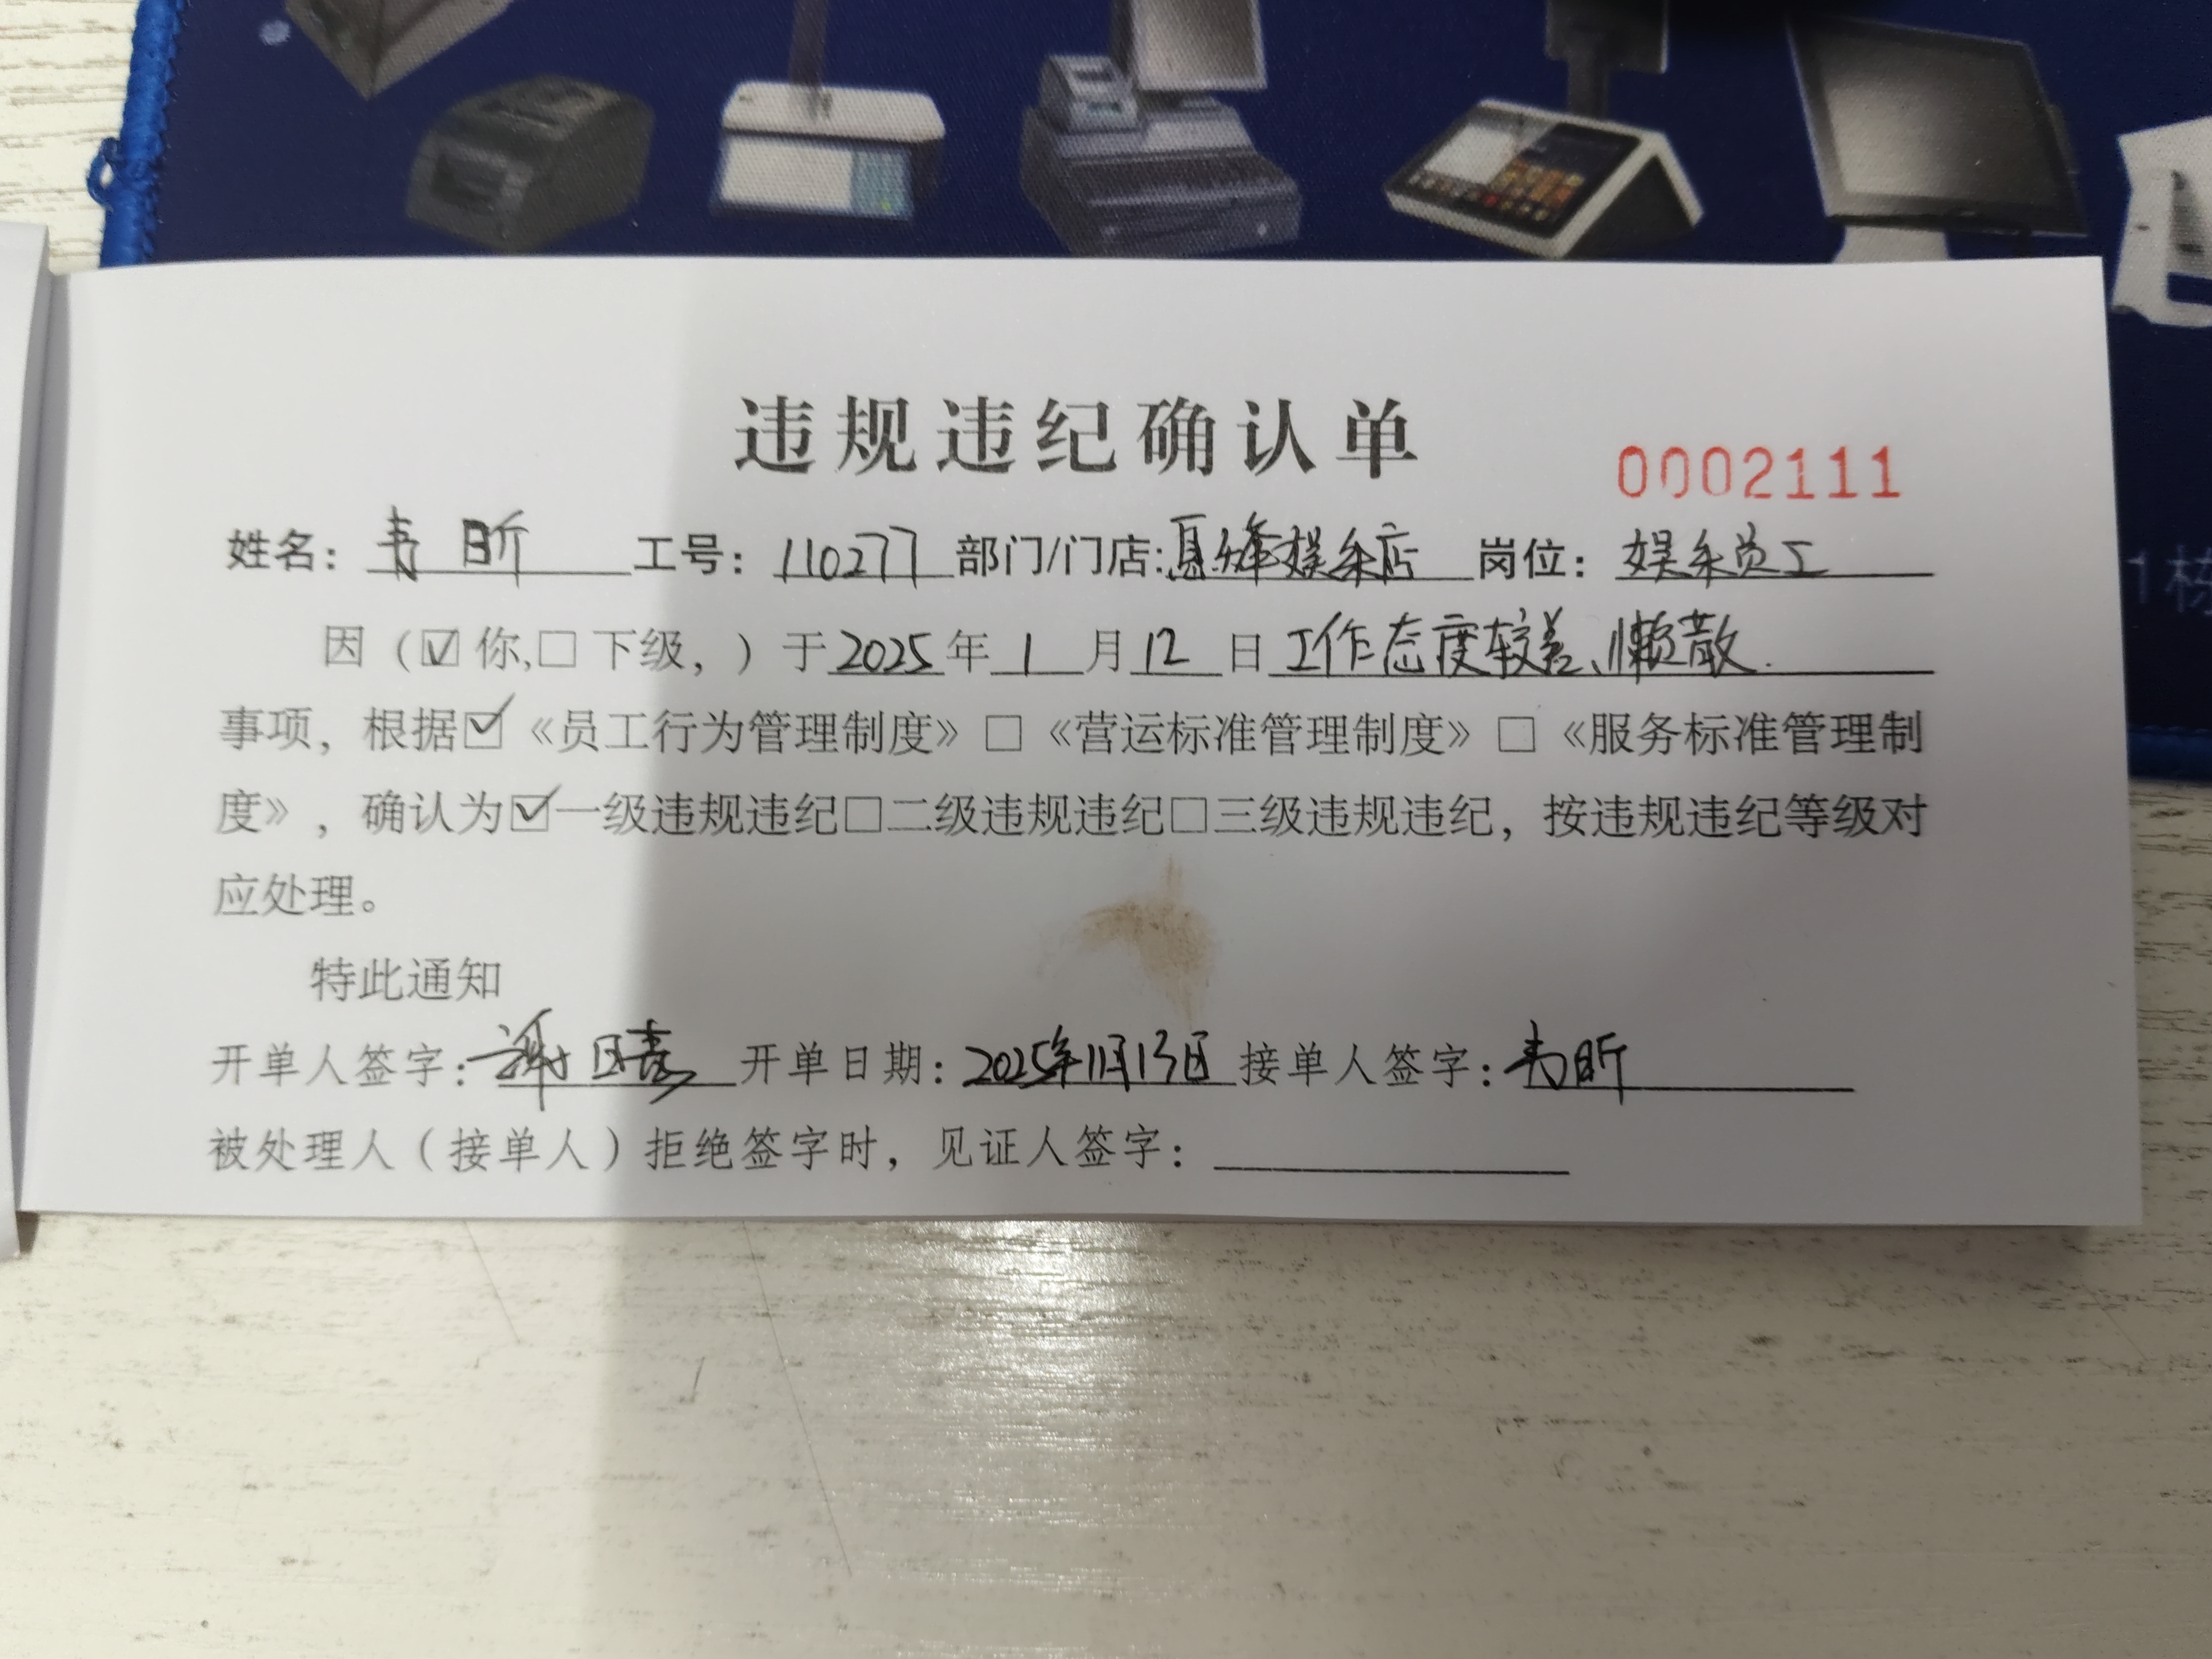 违规违纪确认单
0002111
姓名: 昕 工号: 110277 部门/门店: 娱乐店 岗位: 娱乐员工
因（☑你,□下级，）于2025年1月12日工作态度较差、懒散.
事项，根据☑《员工行为管理制度》□《营运标准管理制度》□《服务标准管理制
度》，确认为☑一级违规违纪□二级违规违纪□三级违规违纪，按违规违纪等级对
应处理。
特此通知
开单人签字: 谢 开单日期: 2025年11月13日 接单人签字: 昕
被处理人（接单人）拒绝签字时，见证人签字:
1栋